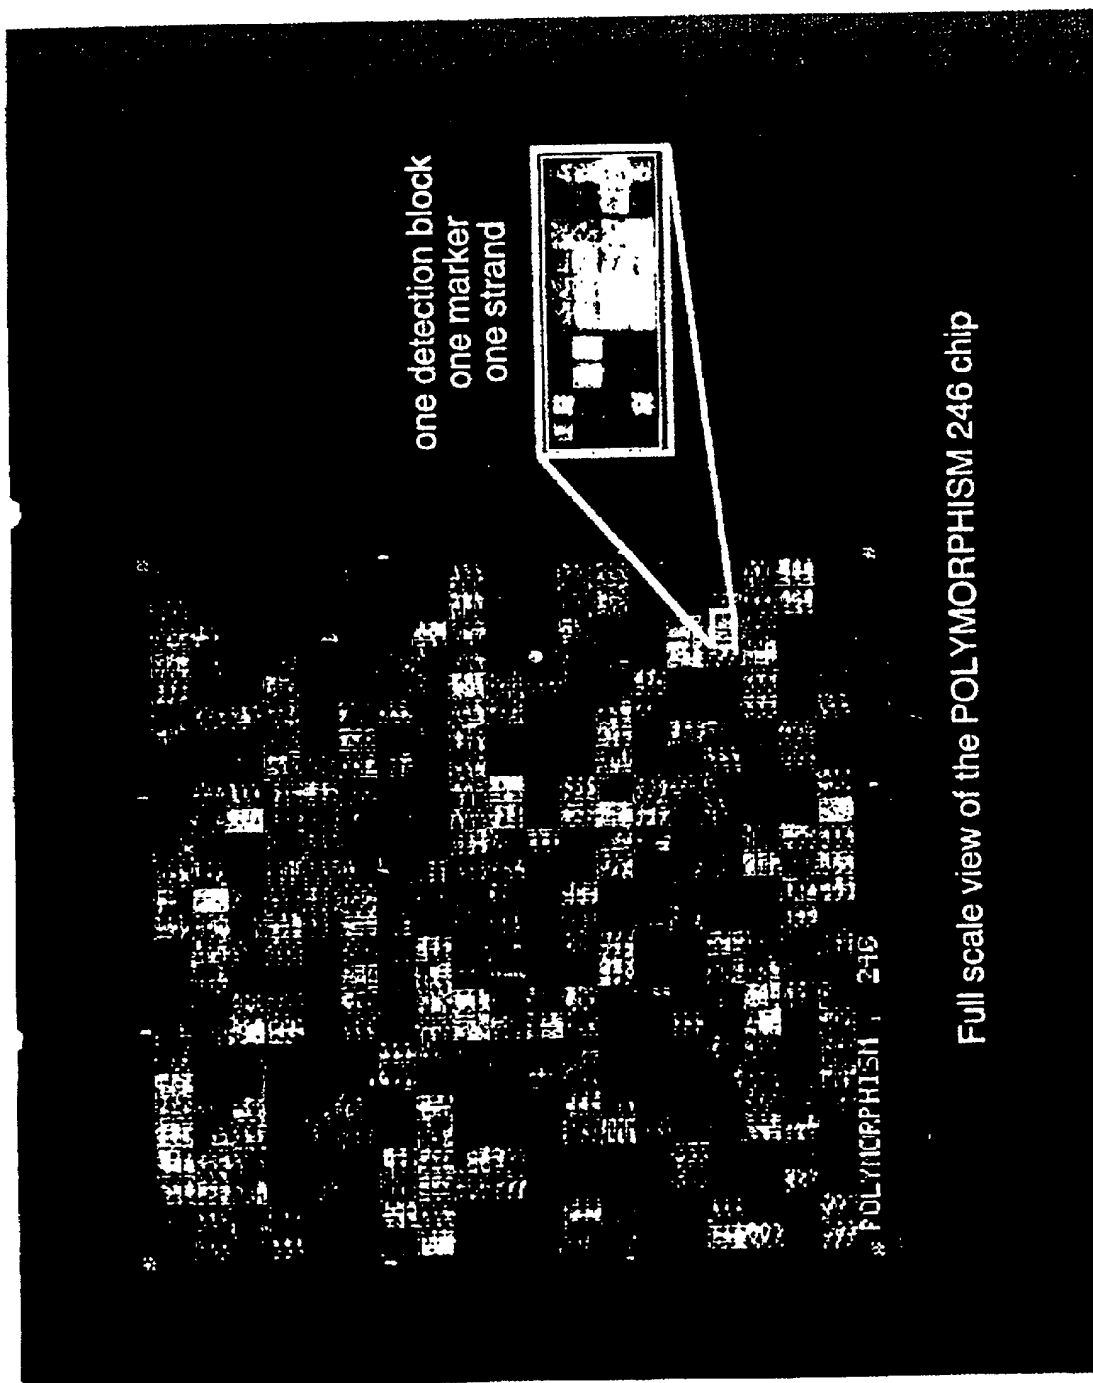 one detection block
one marker
one strand
POLYMORPHISM : 246
Full scale view of the POLYMORPHISM 246 chip